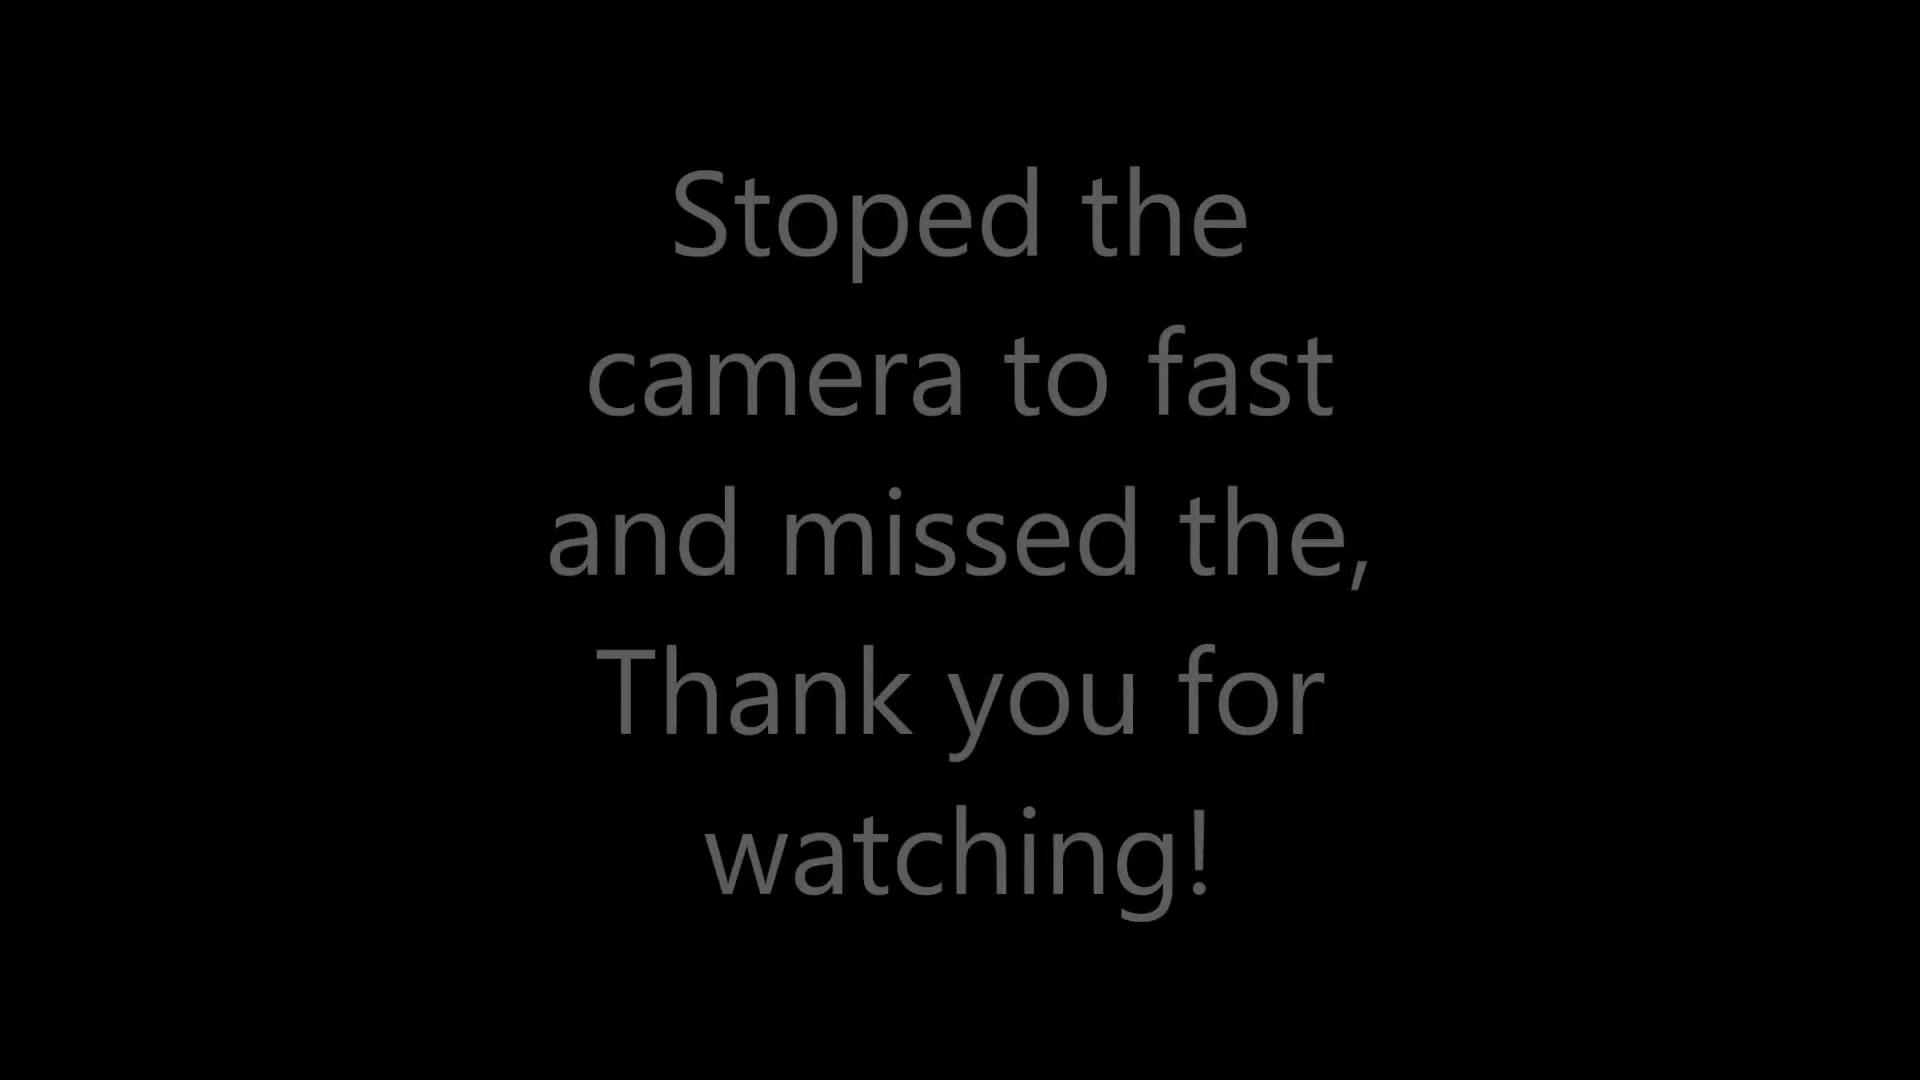 Stoped the
camera to fast
and missed the,
Thank you for
watching!